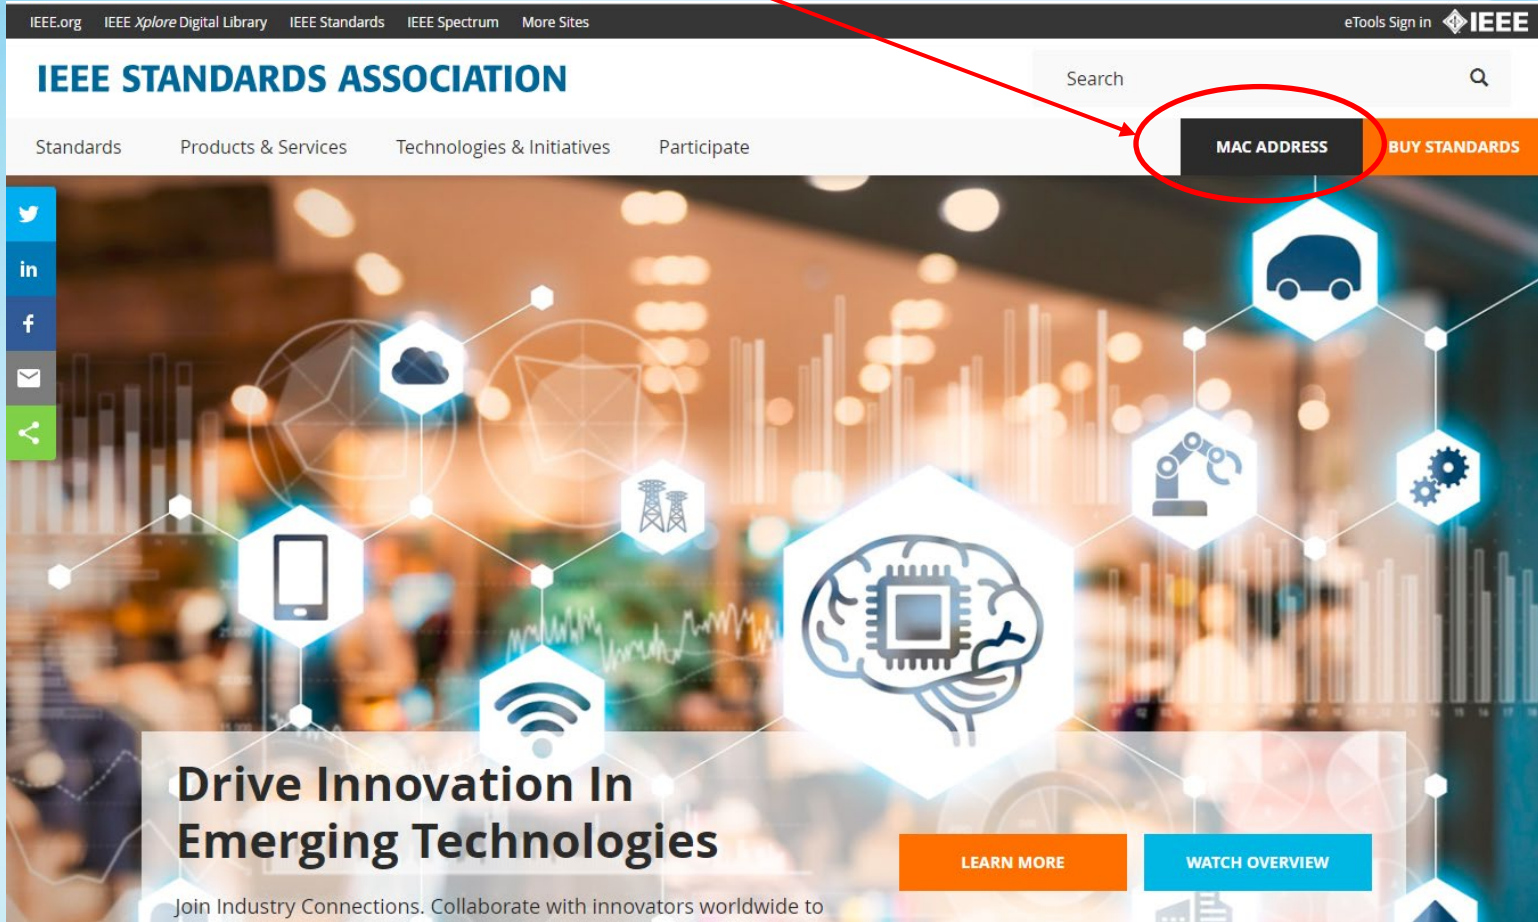 IEEE.org IEEE Xplore Digital Library IEEE Standards IEEE Spectrum More Sites eTools Sign in IEEE
IEEE STANDARDS ASSOCIATION
Search
Standards Products & Services Technologies & Initiatives Participate MAC ADDRESS BUY STANDARDS
in
f
Drive Innovation In
Emerging Technologies
LEARN MORE WATCH OVERVIEW
Join Industry Connections. Collaborate with innovators worldwide to